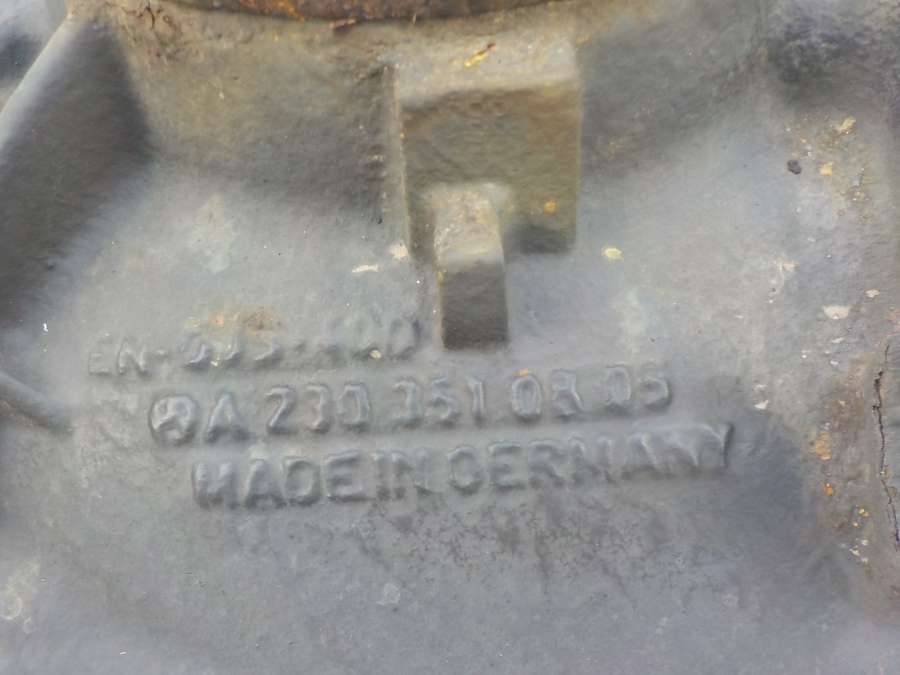 EN-GJS-400
A 230 351 08 05
MADE IN GERMANY